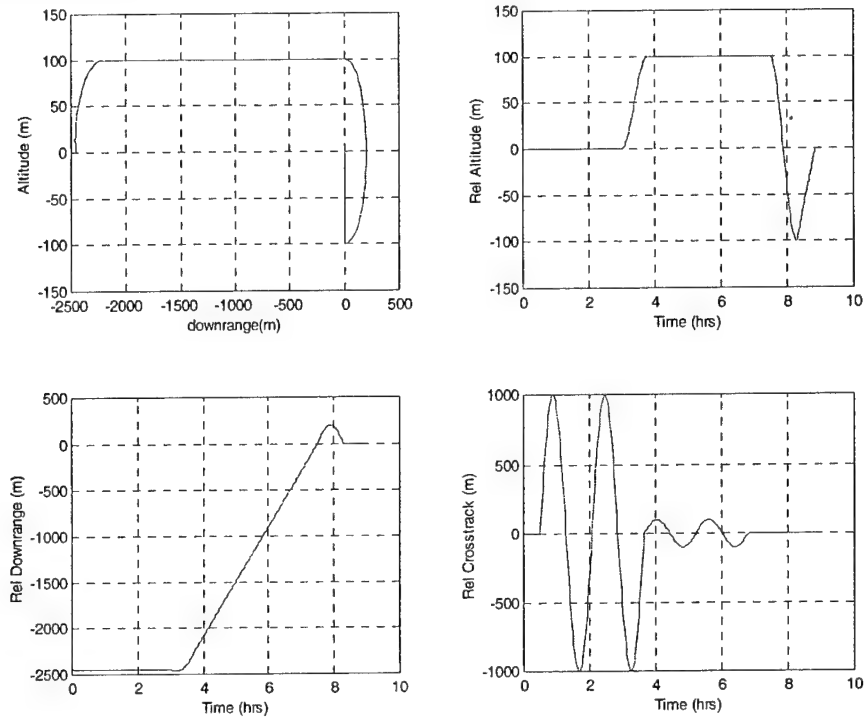 150
100
50
0
-50
-100
-150
Altitude (m)
-2500 -2000 -1500 -1000 -500 0 500
downrange(m)
150
100
50
0
-50
-100
-150
Rel Altitude (m)
0 2 4 6 8 10
Time (hrs)
500
0
-500
-1000
-1500
-2000
-2500
Rel Downrange (m)
0 2 4 6 8 10
Time (hrs)
1000
500
0
-500
-1000
Rel Crosstrack (m)
0 2 4 6 8 10
Time (hrs)